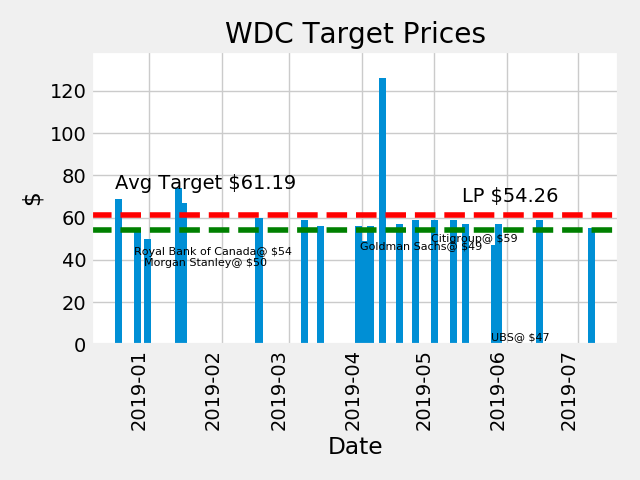 WDC Target Prices
120
100
80
60
40
20
0
$
Avg Target $61.19
LP $54.26
Royal Bank of Canada@ $54
Morgan Stanley@ $50
Citigroup@ $59
Goldman Sachs@ $49
UBS@ $47
2019-01
2019-02
2019-03
2019-04
2019-05
2019-06
2019-07
Date